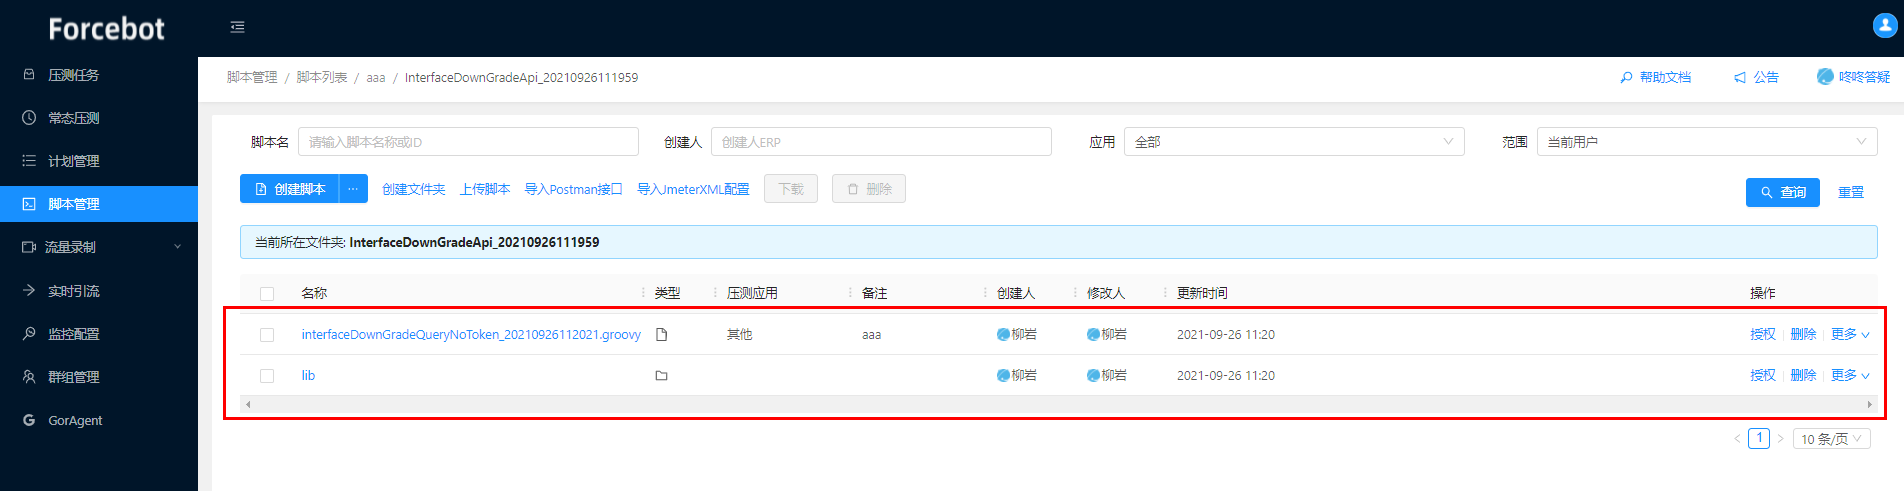 Forcebot
压测任务
常态压测
计划管理
脚本管理
流量录制
实时引流
监控配置
群组管理
GorAgent
脚本管理 / 脚本列表 / aaa / InterfaceDownGradeApi_20210926111959
帮助文档 公告 咚咚答疑
脚本名 请输入脚本名称或ID 创建人 创建人ERP 应用 全部 范围 当前用户
创建脚本 ··· 创建文件夹 上传脚本 导入Postman接口 导入JmeterXML配置 下载 删除 查询 重置
当前所在文件夹: InterfaceDownGradeApi_20210926111959
名称 类型 压测应用 备注 创建人 修改人 更新时间 操作
interfaceDownGradeQueryNoToken_20210926112021.groovy 其他 aaa 柳岩 柳岩 2021-09-26 11:20 授权 删除 更多
lib 柳岩 柳岩 2021-09-26 11:20 授权 删除 更多
< 1 > 10 条/页